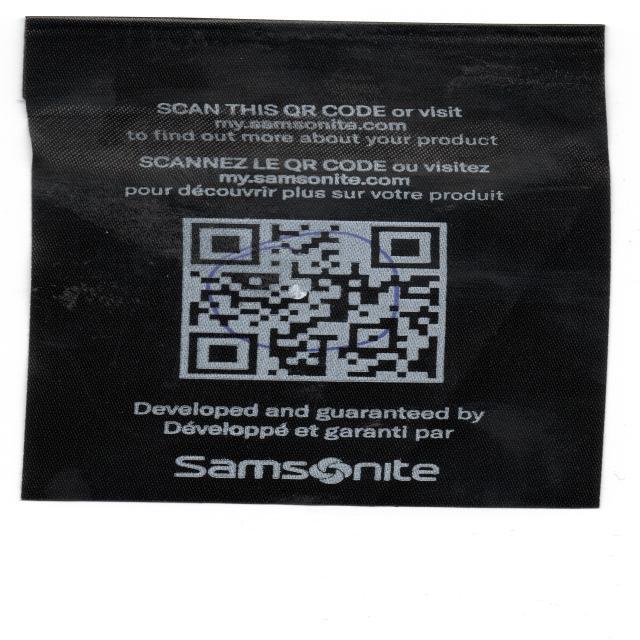 SCAN THIS QR CODE or visit
my.samsonite.com
to find out more about your product
SCANNEZ LE QR CODE ou visitez
my.samsonite.com
pour découvrir plus sur votre produit
Developed and guaranteed by
Développé et garanti par
Samsonite